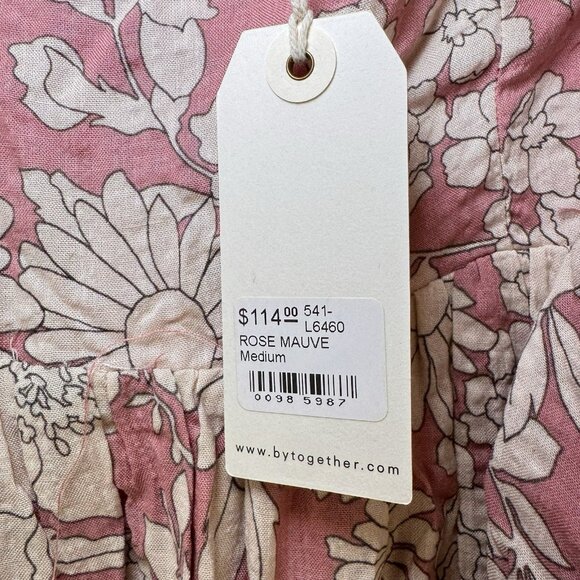 $114.00 541-
L6460
ROSE MAUVE
Medium
0098 5987
www.bytogether.com